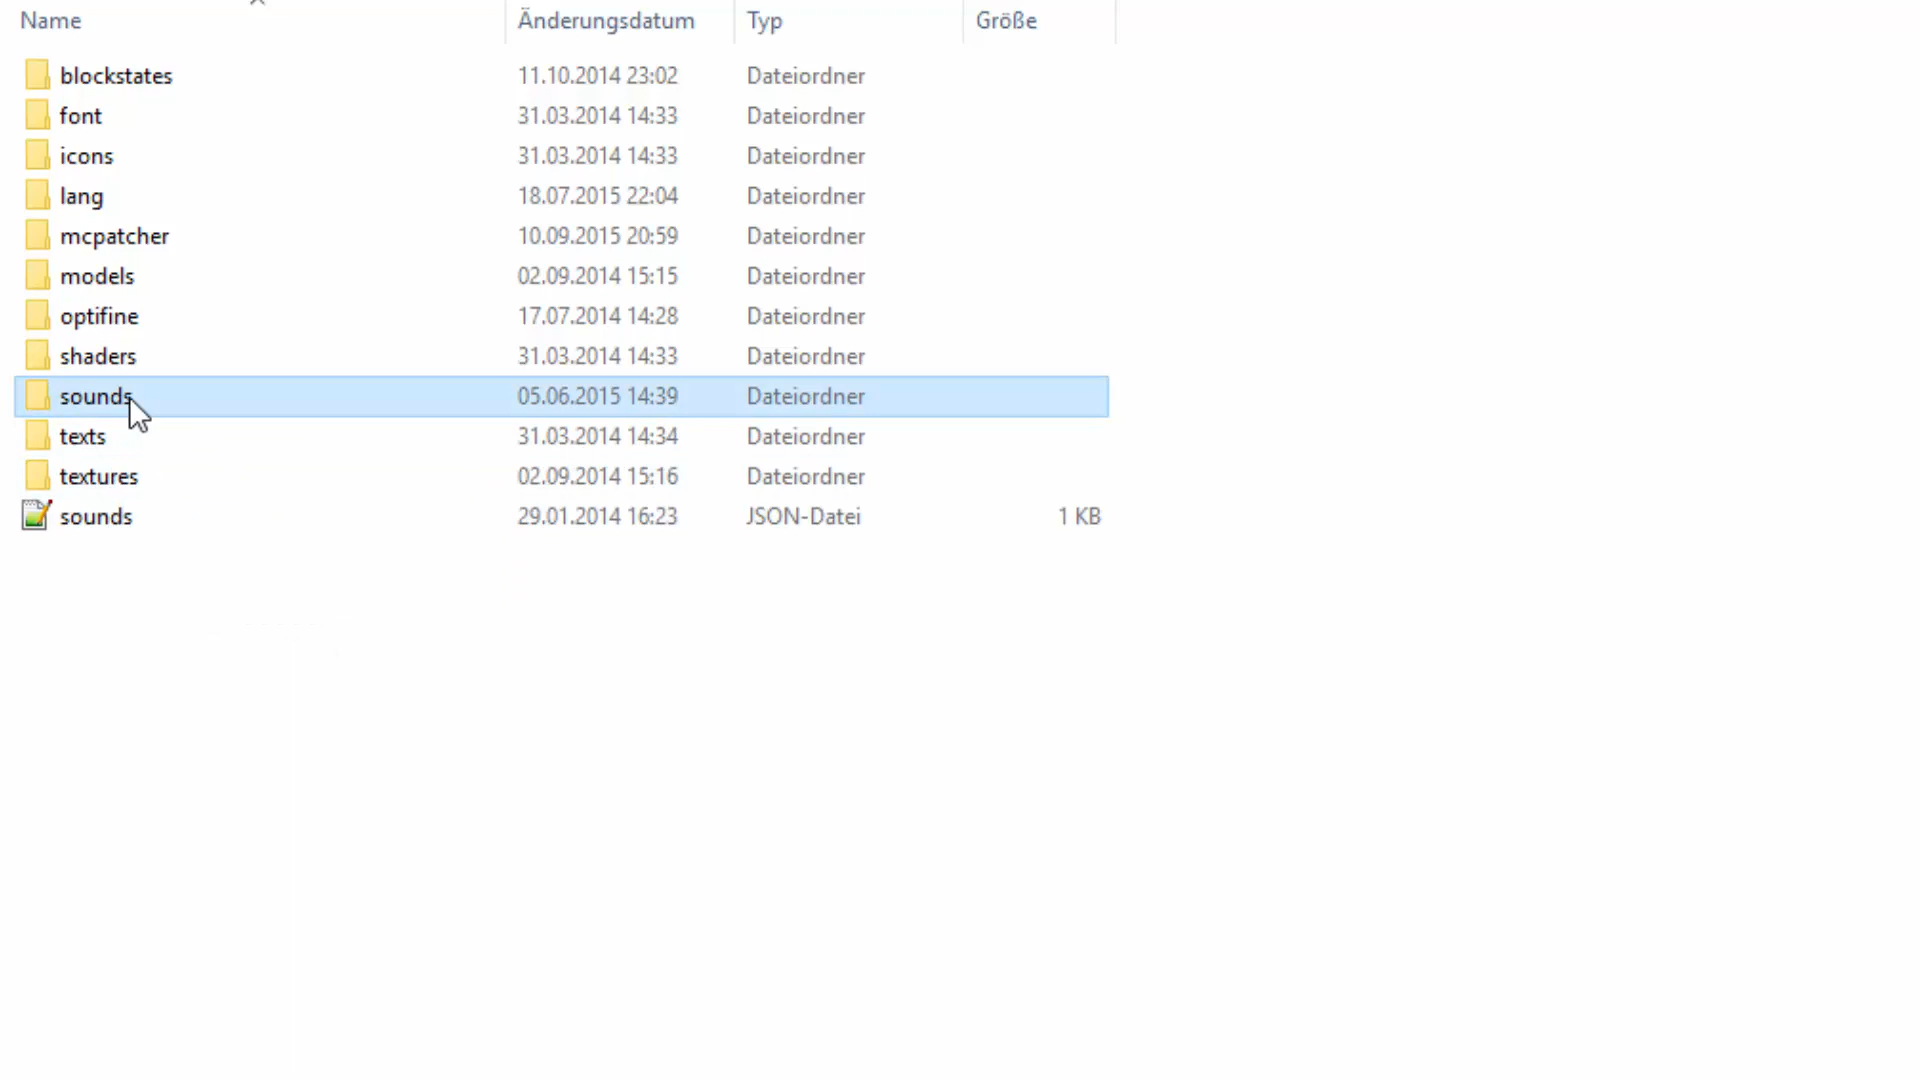 Name Änderungsdatum Typ Größe
blockstates 11.10.2014 23:02 Dateiordner
font 31.03.2014 14:33 Dateiordner
icons 31.03.2014 14:33 Dateiordner
lang 18.07.2015 22:04 Dateiordner
mcpatcher 10.09.2015 20:59 Dateiordner
models 02.09.2014 15:15 Dateiordner
optifine 17.07.2014 14:28 Dateiordner
shaders 31.03.2014 14:33 Dateiordner
sounds 05.06.2015 14:39 Dateiordner
texts 31.03.2014 14:34 Dateiordner
textures 02.09.2014 15:16 Dateiordner
sounds 29.01.2014 16:23 JSON-Datei 1 KB